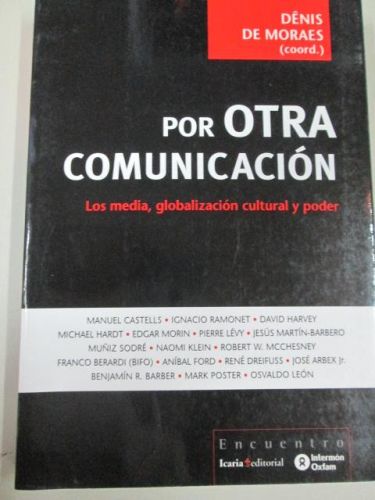 DÊNIS
DE MORAES
(coord.)
POR OTRA
COMUNICACIÓN
Los media, globalización cultural y poder
MANUEL CASTELLS • IGNACIO RAMONET • DAVID HARVEY
MICHAEL HARDT • EDGAR MORIN • PIERRE LÉVY • JESÚS MARTÍN-BARBERO
MUÑIZ SODRÉ • NAOMI KLEIN • ROBERT W. MCCHESNEY
FRANCO BERARDI (BIFO) • ANÍBAL FORD • RENÉ DREIFUSS • JOSÉ ARBEX Jr.
BENJAMÍN R. BARBER • MARK POSTER • OSVALDO LEÓN
Encuentro
Icaria editorial
Intermón
Oxfam